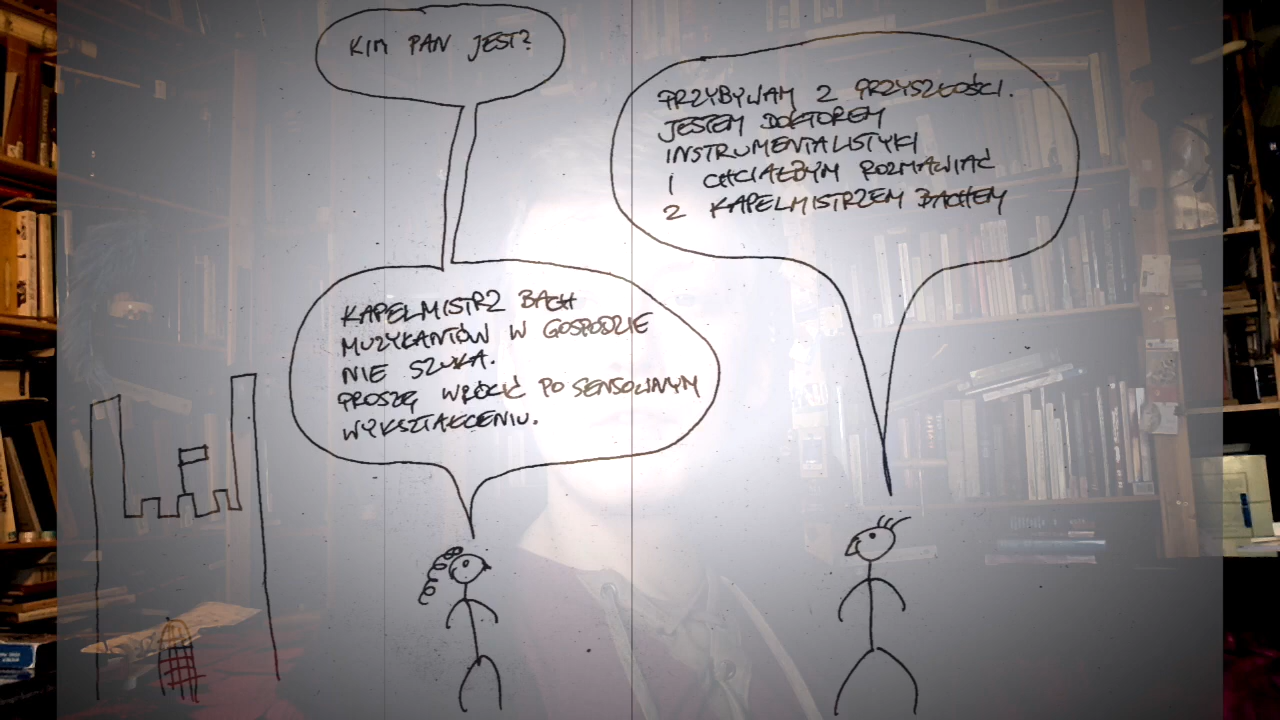 KIM PAN JEST?
PRZYBYWAM Z PRZYSZŁOŚCI.
JESTEM DOKTOREM
INSTRUMENTALISTYKI
I CHCIAŁBYM ROZMAWIAĆ
Z KAPELMISTRZEM BACHEM
KAPELMISTRZ BACH
MUZYKANTÓW W GOSPODZIE
NIE SZUKA.
PROSZĘ WRÓCIĆ PO SENSOWNYM
WYKSZTAŁCENIU.